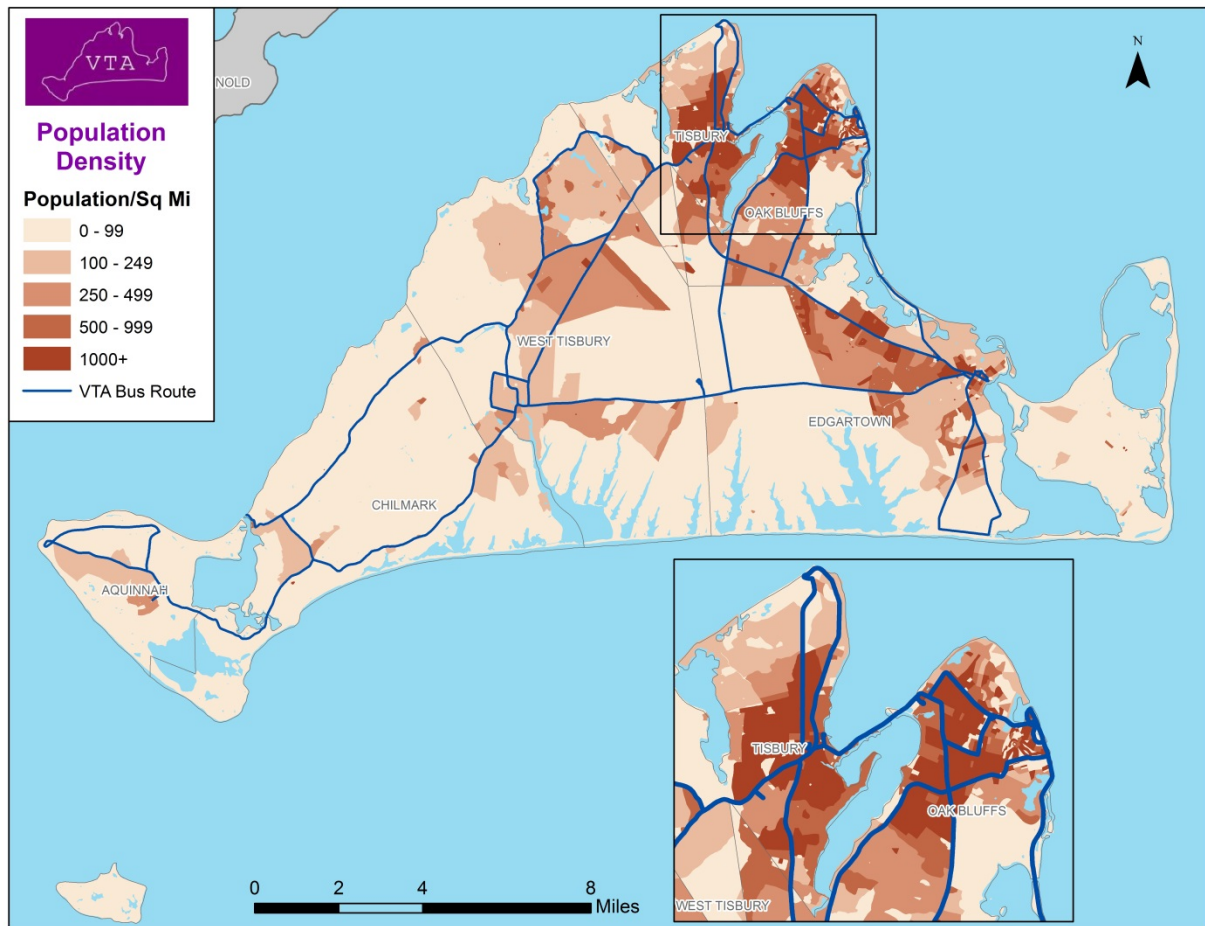 VTA
Population
Density
Population/Sq Mi
0 - 99
100 - 249
250 - 499
500 - 999
1000+
VTA Bus Route
NOLD
N
TISBURY
OAK BLUFFS
WEST TISBURY
EDGARTOWN
CHILMARK
AQUINNAH
TISBURY
OAK BLUFFS
WEST TISBURY
0 2 4 8
Miles